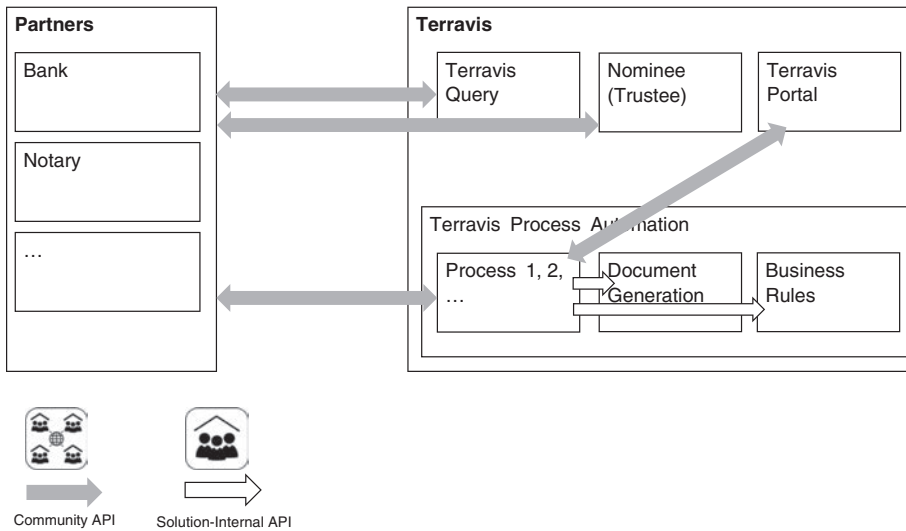 Partners
Bank
Notary
…
Terravis
Terravis
Query
Nominee
(Trustee)
Terravis
Portal
Terravis Process Automation
Process 1, 2,
…
Document
Generation
Business
Rules
Community API
Solution-Internal API